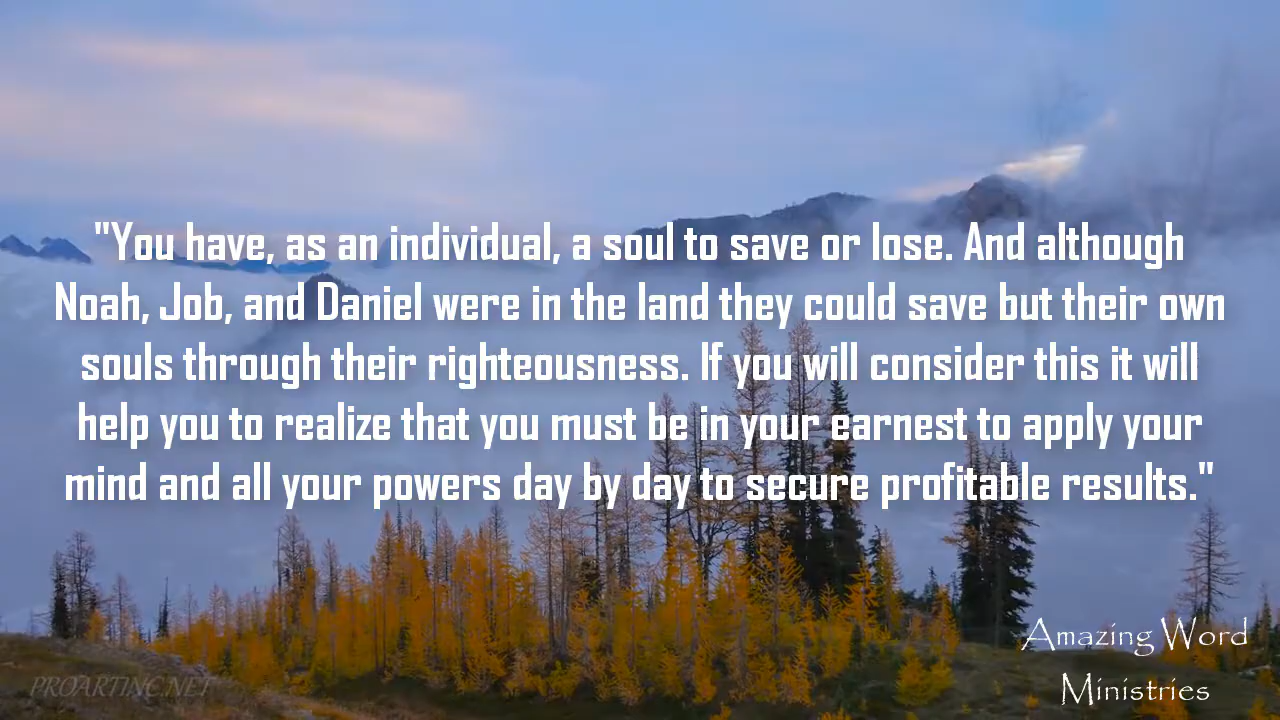 "You have, as an individual, a soul to save or lose. And although
Noah, Job, and Daniel were in the land they could save but their own
souls through their righteousness. If you will consider this it will
help you to realize that you must be in your earnest to apply your
mind and all your powers day by day to secure profitable results."
Amazing Word
Ministries
PROARTINC.NET